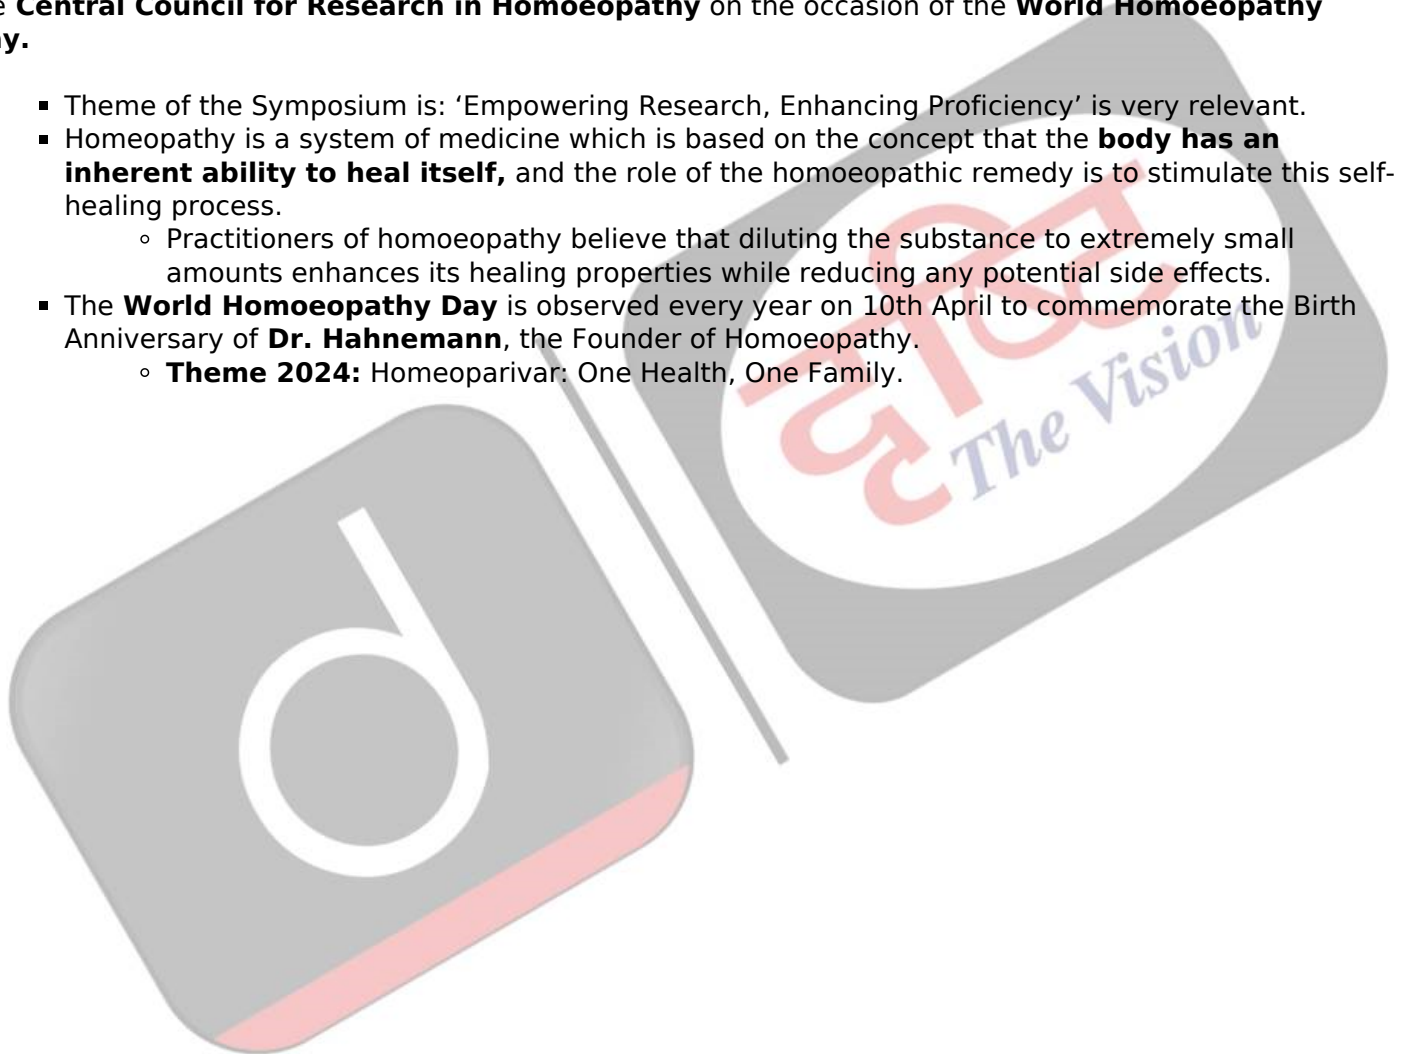 e Central Council for Research in Homoeopathy on the occasion of the World Homoeopathy
y.
▪ Theme of the Symposium is: ‘Empowering Research, Enhancing Proficiency’ is very relevant.
▪ Homeopathy is a system of medicine which is based on the concept that the body has an
inherent ability to heal itself, and the role of the homoeopathic remedy is to stimulate this self-
healing process.
◦ Practitioners of homoeopathy believe that diluting the substance to extremely small
amounts enhances its healing properties while reducing any potential side effects.
▪ The World Homoeopathy Day is observed every year on 10th April to commemorate the Birth
Anniversary of Dr. Hahnemann, the Founder of Homoeopathy.
◦ Theme 2024: Homeoparivar: One Health, One Family.
d
दृष्टि
The Vision